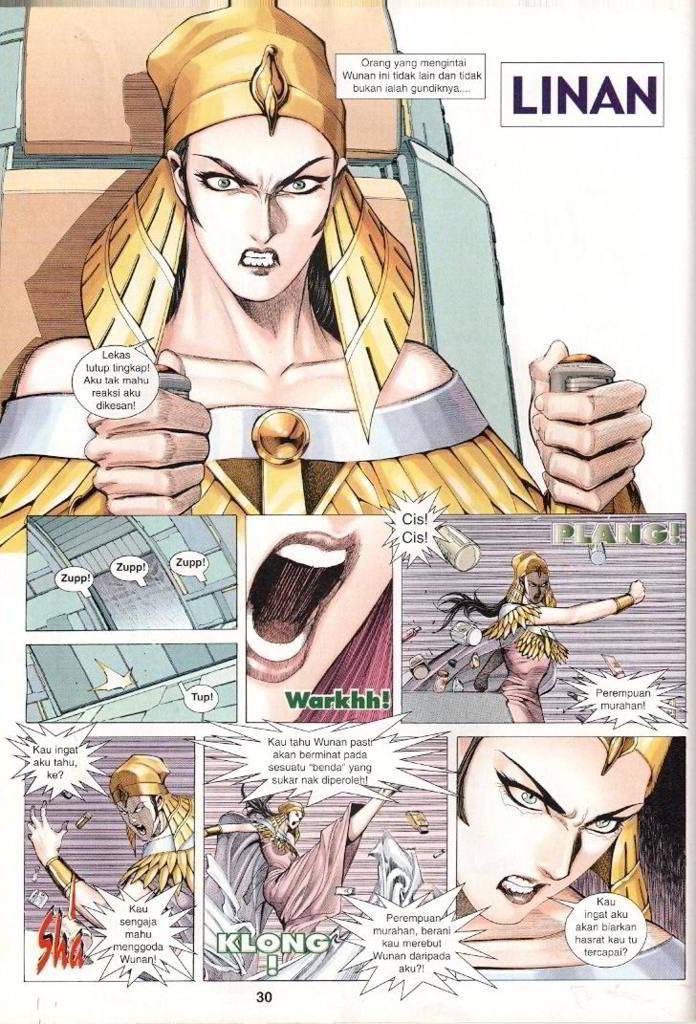 Orang yang mengintai
Wunan ini tidak lain dan tidak
bukan ialah gundiknya....
LINAN
Lekas
tutup tingkap!
Aku tak mahu
reaksi aku
dikesan!
Zupp!
Zupp!
Zupp!
Tup!
Warkhh!
Cis!
Cis!
PLANG!
Perempuan
murahan!
Kau ingat
aku tahu,
ke?
Sha!
Kau
sengaja
mahu
menggoda
Wunan!
Kau tahu Wunan pasti
akan berminat pada
sesuatu "benda" yang
sukar nak diperoleh!
KLONG
!
Perempuan
murahan, berani
kau merebut
Wunan daripada
aku?!
Kau
ingat aku
akan biarkan
hasrat kau tu
tercapai?
30